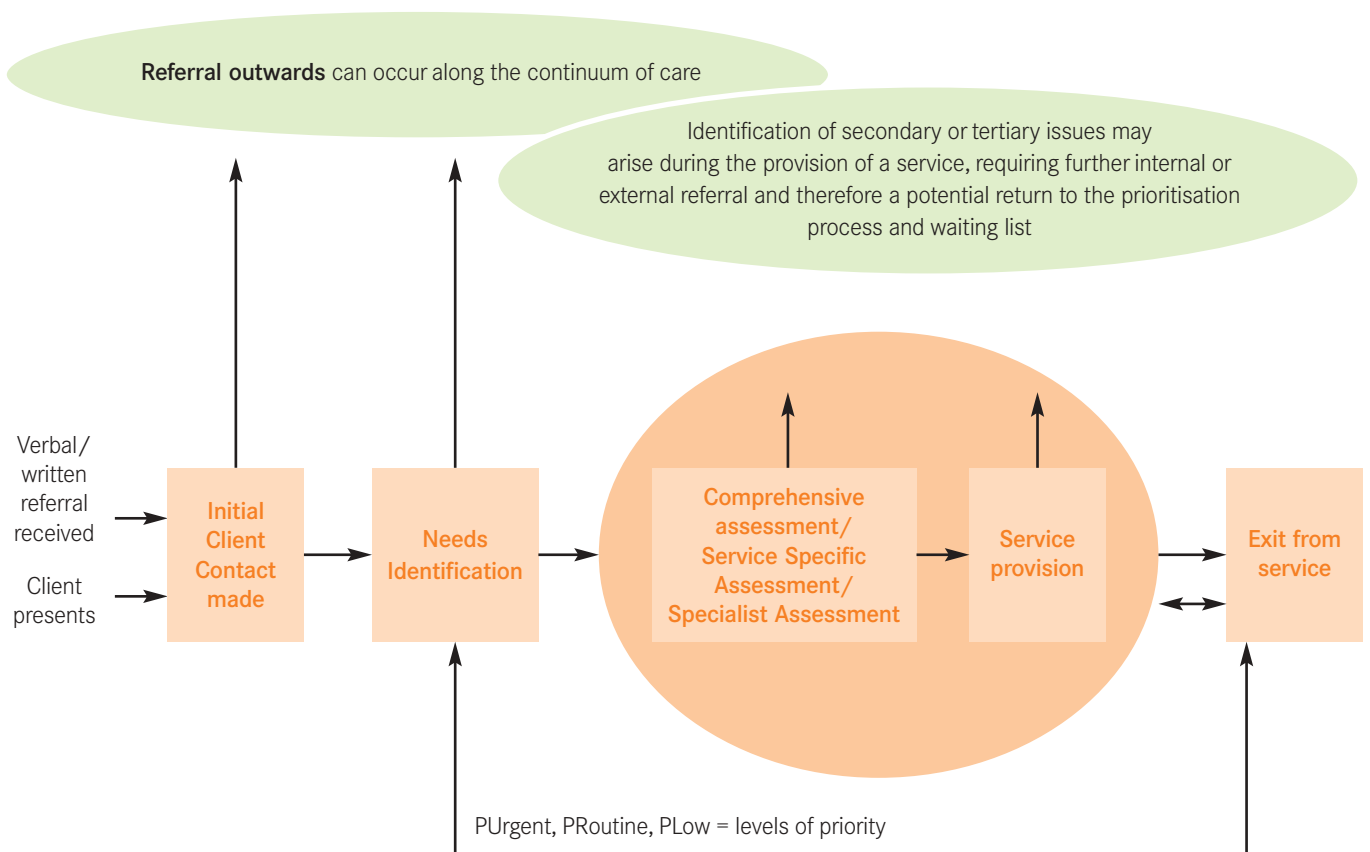 Referral outwards can occur along the continuum of care
Identification of secondary or tertiary issues may
arise during the provision of a service, requiring further internal or
external referral and therefore a potential return to the prioritisation
process and waiting list
Verbal/
written
referral
received
Client
presents
Initial
Client
Contact
made
Needs
Identification
Comprehensive
assessment/
Service Specific
Assessment/
Specialist Assessment
Service
provision
Exit from
service
PUrgent, PRoutine, PLow = levels of priority